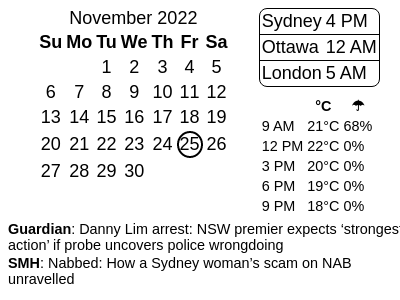 November 2022
Su Mo Tu We Th Fr Sa
1 2 3 4 5
6 7 8 9 10 11 12
13 14 15 16 17 18 19
20 21 22 23 24 25 26
27 28 29 30
Sydney 4 PM
Ottawa 12 AM
London 5 AM
°C ☂
9 AM 21°C 68%
12 PM 22°C 0%
3 PM 20°C 0%
6 PM 19°C 0%
9 PM 18°C 0%
Guardian: Danny Lim arrest: NSW premier expects ‘strongest
action’ if probe uncovers police wrongdoing
SMH: Nabbed: How a Sydney woman’s scam on NAB
unravelled